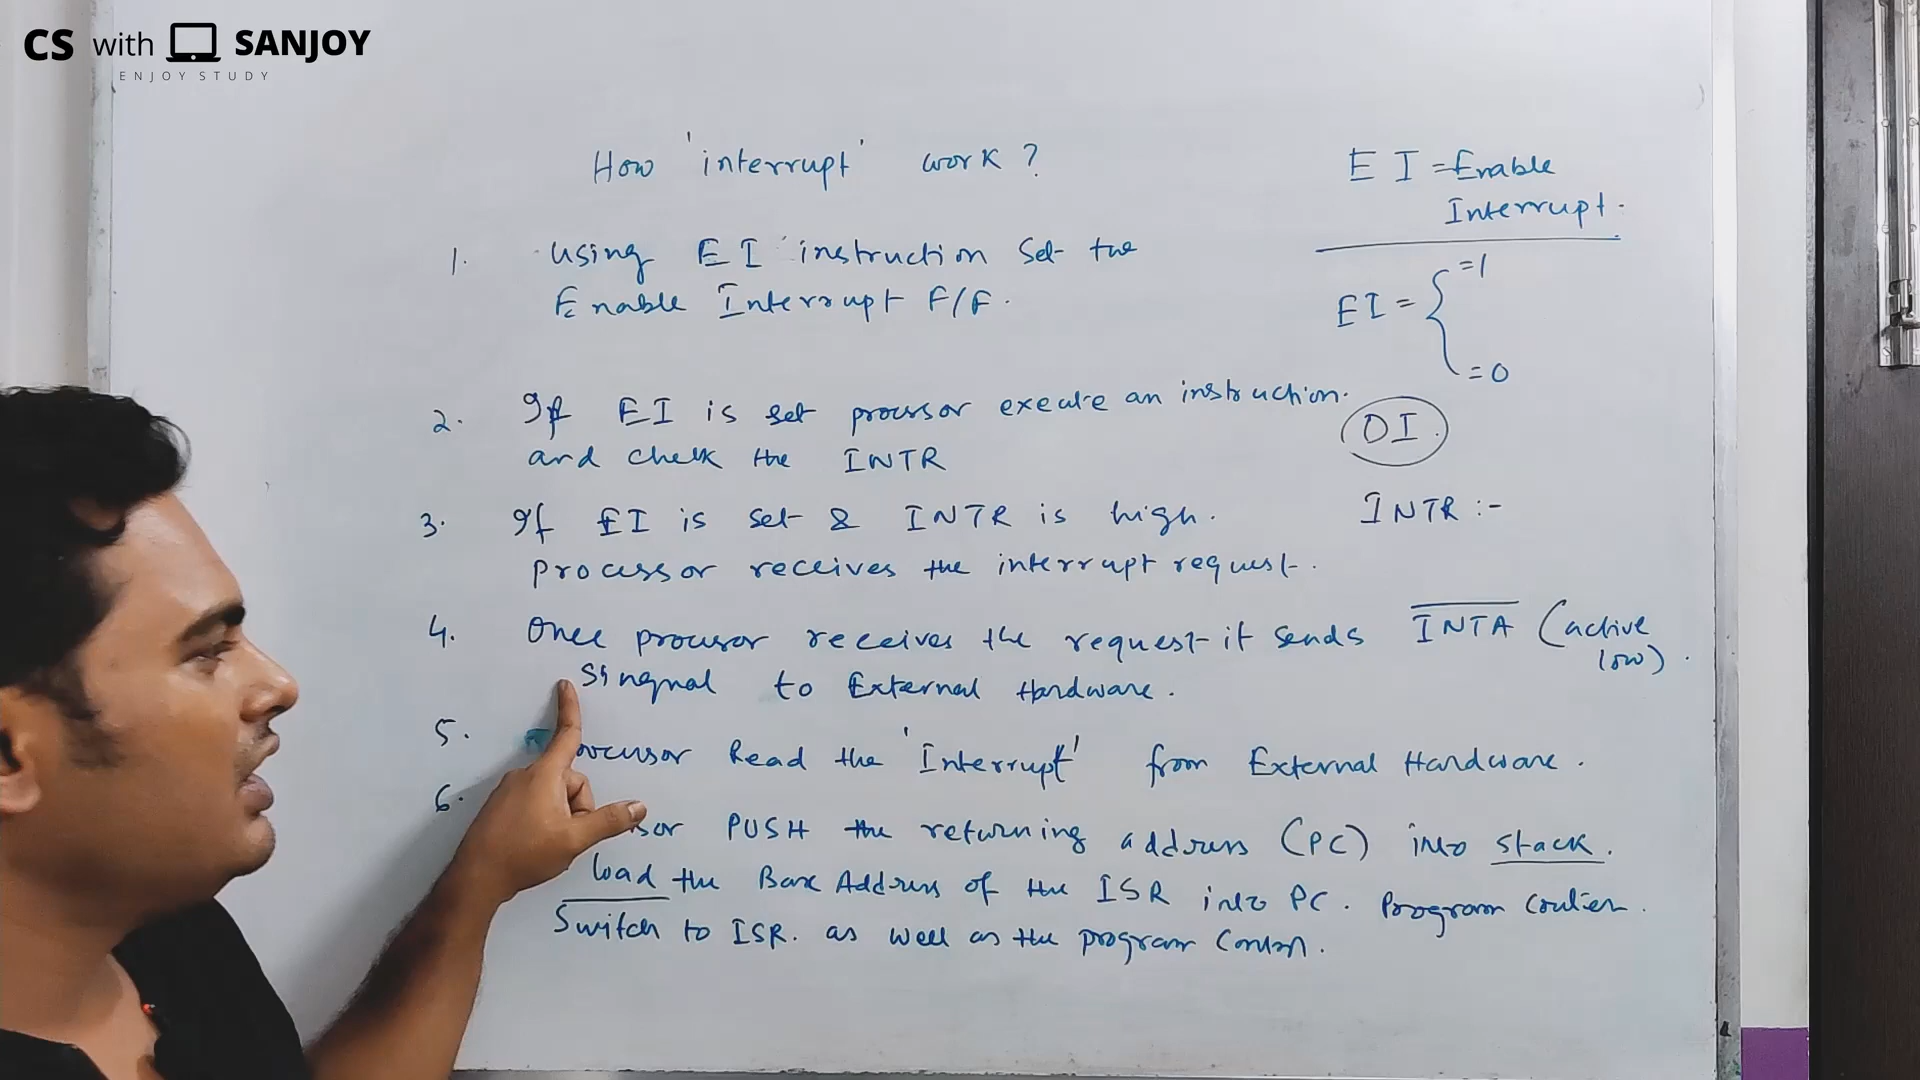 CS with SANJOY
ENJOY STUDY
How 'interrupt' work ?
1. Using EI instruction Set the
Enable Interrupt F/F.
2. If EI is set processor execute an instruction.
and check the INTR
3. If EI is set & INTR is high.
Processor receives the interrupt request.
4. Once processor receives the request it sends INTA (active
low).
Singnal to External Hardware.
5. Read the 'Interrupt' from External Hardware.
6. PUSH the returning address (PC) into stack.
load the Base Address of the ISR into PC. Program
Switch to ISR. as well as the program
EI = Enable
Interrupt.
EI = { =1
=0
DI.
INTR :-